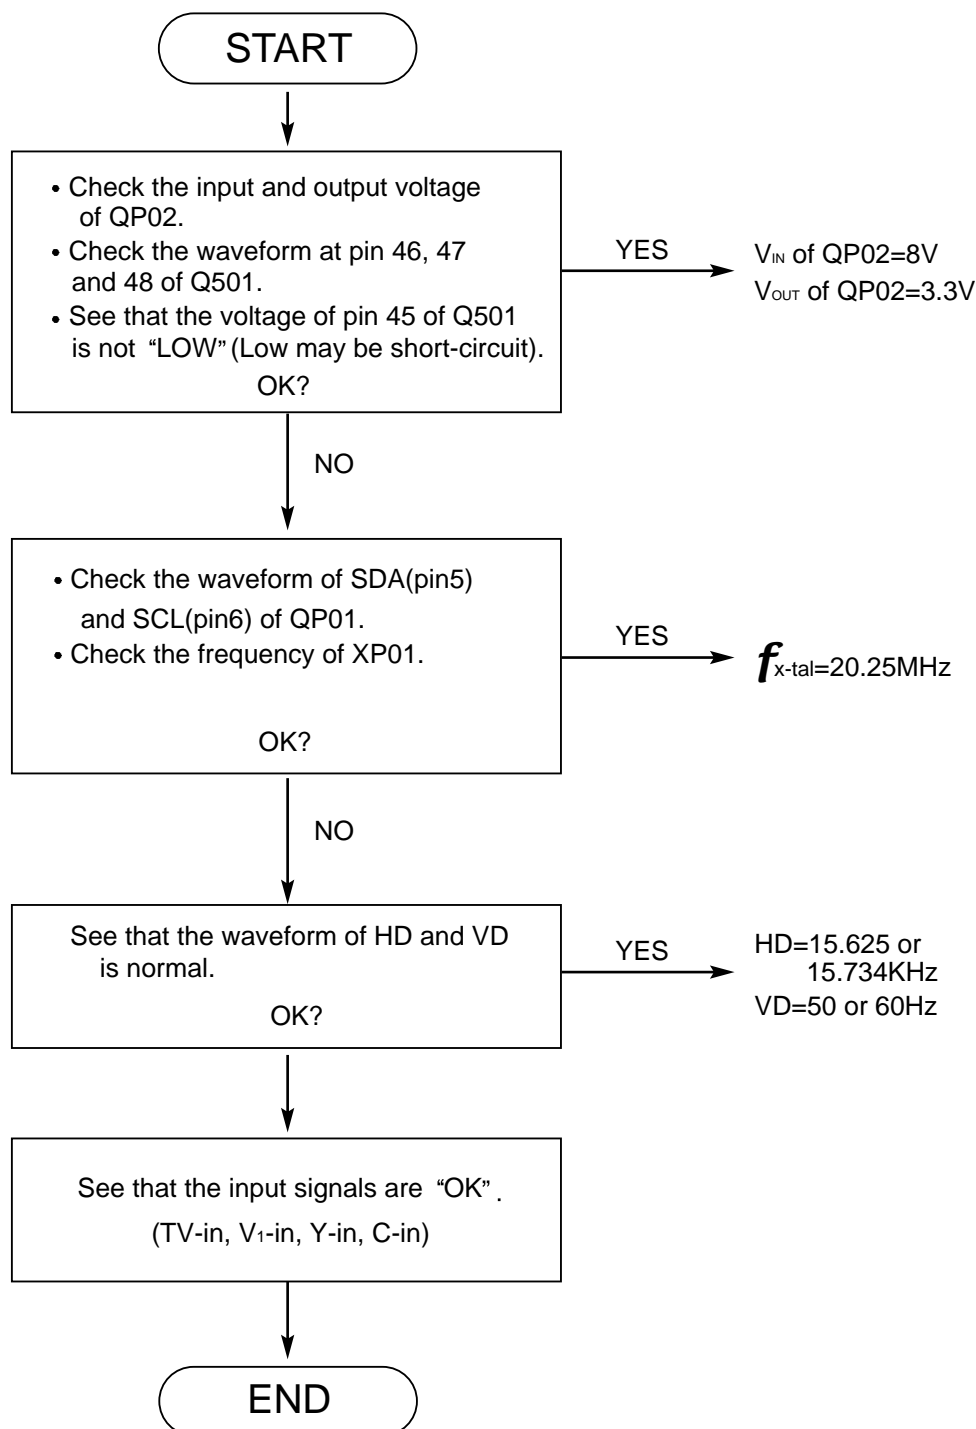 START
• Check the input and output voltage
of QP02.
• Check the waveform at pin 46, 47
and 48 of Q501.
• See that the voltage of pin 45 of Q501
is not “LOW” (Low may be short-circuit).
OK?
YES
VIN of QP02=8V
VOUT of QP02=3.3V
NO
• Check the waveform of SDA(pin5)
and SCL(pin6) of QP01.
• Check the frequency of XP01.
OK?
YES
fx-tal=20.25MHz
NO
See that the waveform of HD and VD
is normal.
OK?
YES
HD=15.625 or
15.734KHz
VD=50 or 60Hz
See that the input signals are “OK”.
(TV-in, V1-in, Y-in, C-in)
END